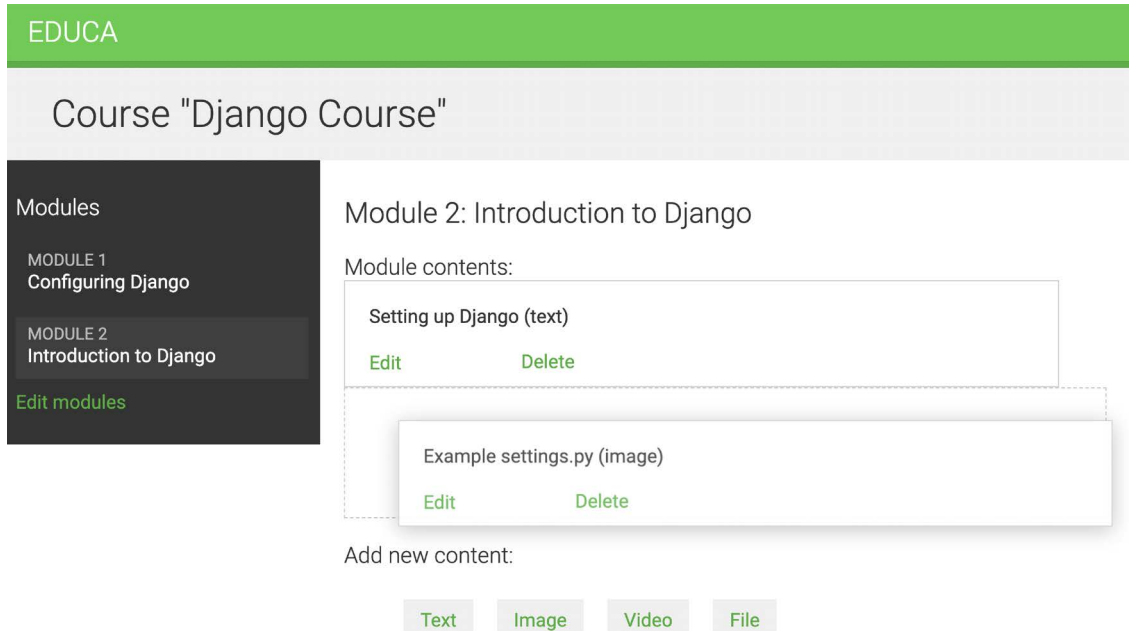 EDUCA
Course "Django Course"
Modules
MODULE 1
Configuring Django
MODULE 2
Introduction to Django
Edit modules
Module 2: Introduction to Django
Module contents:
Setting up Django (text)
Edit Delete
Example settings.py (image)
Edit Delete
Add new content:
Text Image Video File